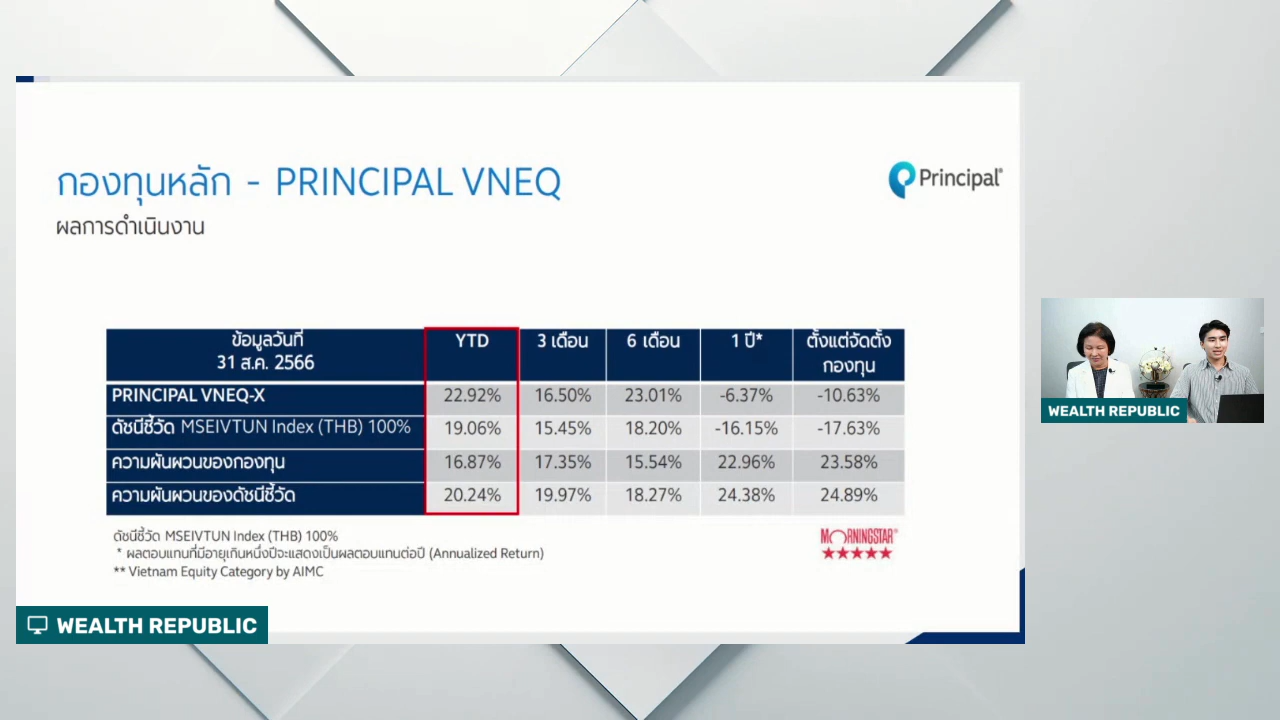 กองทุนหลัก - PRINCIPAL VNEQ
ผลการดำเนินงาน
Principal®
ข้อมูลวันที่ 31 ส.ค. 2566 YTD 3 เดือน 6 เดือน 1 ปี* ตั้งแต่จัดตั้งกองทุน
PRINCIPAL VNEQ-X 22.92% 16.50% 23.01% -6.37% -10.63%
ดัชนีชี้วัด MSEIVTUN Index (THB) 100% 19.06% 15.45% 18.20% -16.15% -17.63%
ความผันผวนของกองทุน 16.87% 17.35% 15.54% 22.96% 23.58%
ความผันผวนของดัชนีชี้วัด 20.24% 19.97% 18.27% 24.38% 24.89%
ดัชนีชี้วัด MSEIVTUN Index (THB) 100%
* ผลตอบแทนที่มีอายุเกินหนึ่งปีจะแสดงเป็นผลตอบแทนต่อปี (Annualized Return)
** Vietnam Equity Category by AIMC
MORNINGSTAR®
WEALTH REPUBLIC
WEALTH REPUBLIC